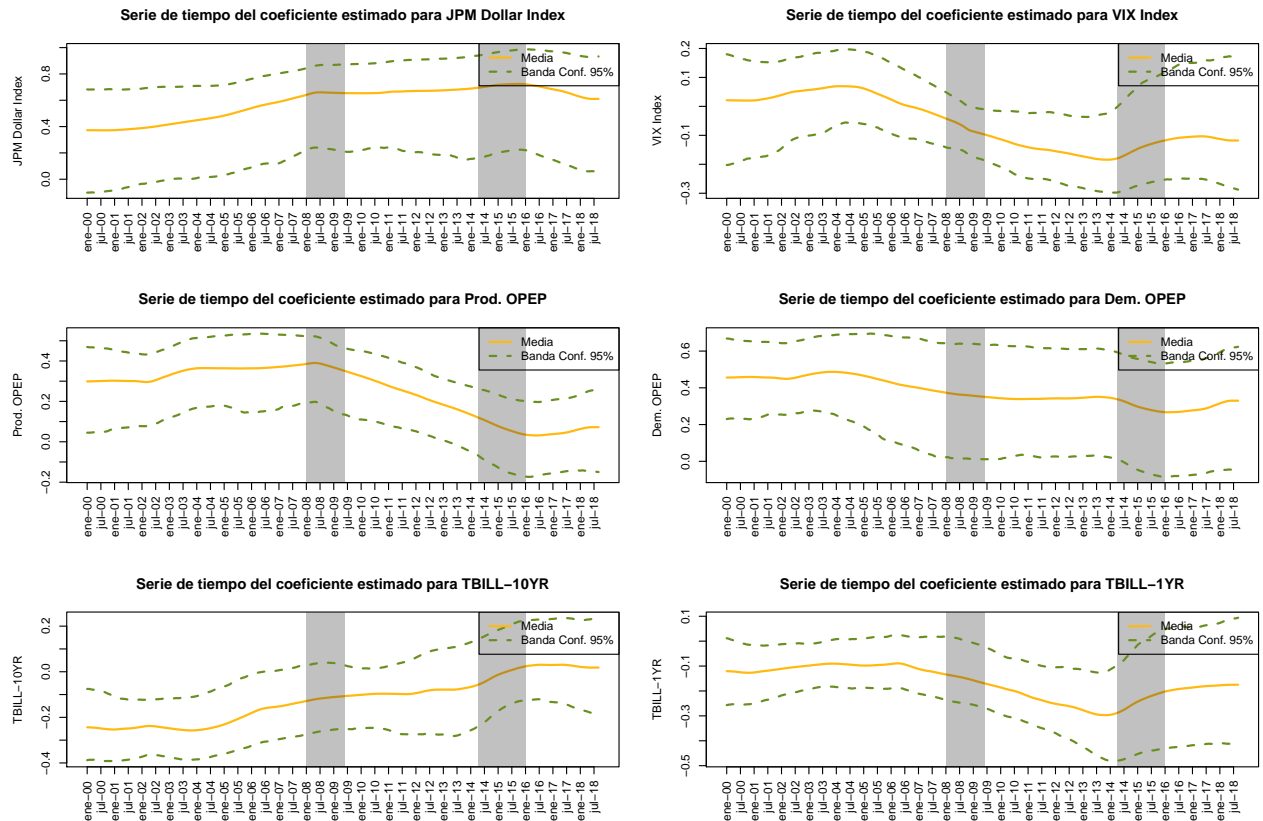 Serie de tiempo del coeficiente estimado para JPM Dollar Index
JPM Dollar Index
0.0 0.4 0.8
Media
Banda Conf. 95%
ene−00 jul−00 ene−01 jul−01 ene−02 jul−02 ene−03 jul−03 ene−04 jul−04 ene−05 jul−05 ene−06 jul−06 ene−07 jul−07 ene−08 jul−08 ene−09 jul−09 ene−10 jul−10 ene−11 jul−11 ene−12 jul−12 ene−13 jul−13 ene−14 jul−14 ene−15 jul−15 ene−16 jul−16 ene−17 jul−17 ene−18 jul−18
Serie de tiempo del coeficiente estimado para VIX Index
VIX Index
−0.3 −0.1 0.1 0.2
Media
Banda Conf. 95%
ene−00 jul−00 ene−01 jul−01 ene−02 jul−02 ene−03 jul−03 ene−04 jul−04 ene−05 jul−05 ene−06 jul−06 ene−07 jul−07 ene−08 jul−08 ene−09 jul−09 ene−10 jul−10 ene−11 jul−11 ene−12 jul−12 ene−13 jul−13 ene−14 jul−14 ene−15 jul−15 ene−16 jul−16 ene−17 jul−17 ene−18 jul−18
Serie de tiempo del coeficiente estimado para Prod. OPEP
Prod. OPEP
−0.2 0.0 0.2 0.4
Media
Banda Conf. 95%
ene−00 jul−00 ene−01 jul−01 ene−02 jul−02 ene−03 jul−03 ene−04 jul−04 ene−05 jul−05 ene−06 jul−06 ene−07 jul−07 ene−08 jul−08 ene−09 jul−09 ene−10 jul−10 ene−11 jul−11 ene−12 jul−12 ene−13 jul−13 ene−14 jul−14 ene−15 jul−15 ene−16 jul−16 ene−17 jul−17 ene−18 jul−18
Serie de tiempo del coeficiente estimado para Dem. OPEP
Dem. OPEP
0.0 0.2 0.4 0.6
Media
Banda Conf. 95%
ene−00 jul−00 ene−01 jul−01 ene−02 jul−02 ene−03 jul−03 ene−04 jul−04 ene−05 jul−05 ene−06 jul−06 ene−07 jul−07 ene−08 jul−08 ene−09 jul−09 ene−10 jul−10 ene−11 jul−11 ene−12 jul−12 ene−13 jul−13 ene−14 jul−14 ene−15 jul−15 ene−16 jul−16 ene−17 jul−17 ene−18 jul−18
Serie de tiempo del coeficiente estimado para TBILL−10YR
TBILL−10YR
−0.4 −0.2 0.0 0.2
Media
Banda Conf. 95%
ene−00 jul−00 ene−01 jul−01 ene−02 jul−02 ene−03 jul−03 ene−04 jul−04 ene−05 jul−05 ene−06 jul−06 ene−07 jul−07 ene−08 jul−08 ene−09 jul−09 ene−10 jul−10 ene−11 jul−11 ene−12 jul−12 ene−13 jul−13 ene−14 jul−14 ene−15 jul−15 ene−16 jul−16 ene−17 jul−17 ene−18 jul−18
Serie de tiempo del coeficiente estimado para TBILL−1YR
TBILL−1YR
−0.5 −0.3 −0.1 0.1
Media
Banda Conf. 95%
ene−00 jul−00 ene−01 jul−01 ene−02 jul−02 ene−03 jul−03 ene−04 jul−04 ene−05 jul−05 ene−06 jul−06 ene−07 jul−07 ene−08 jul−08 ene−09 jul−09 ene−10 jul−10 ene−11 jul−11 ene−12 jul−12 ene−13 jul−13 ene−14 jul−14 ene−15 jul−15 ene−16 jul−16 ene−17 jul−17 ene−18 jul−18